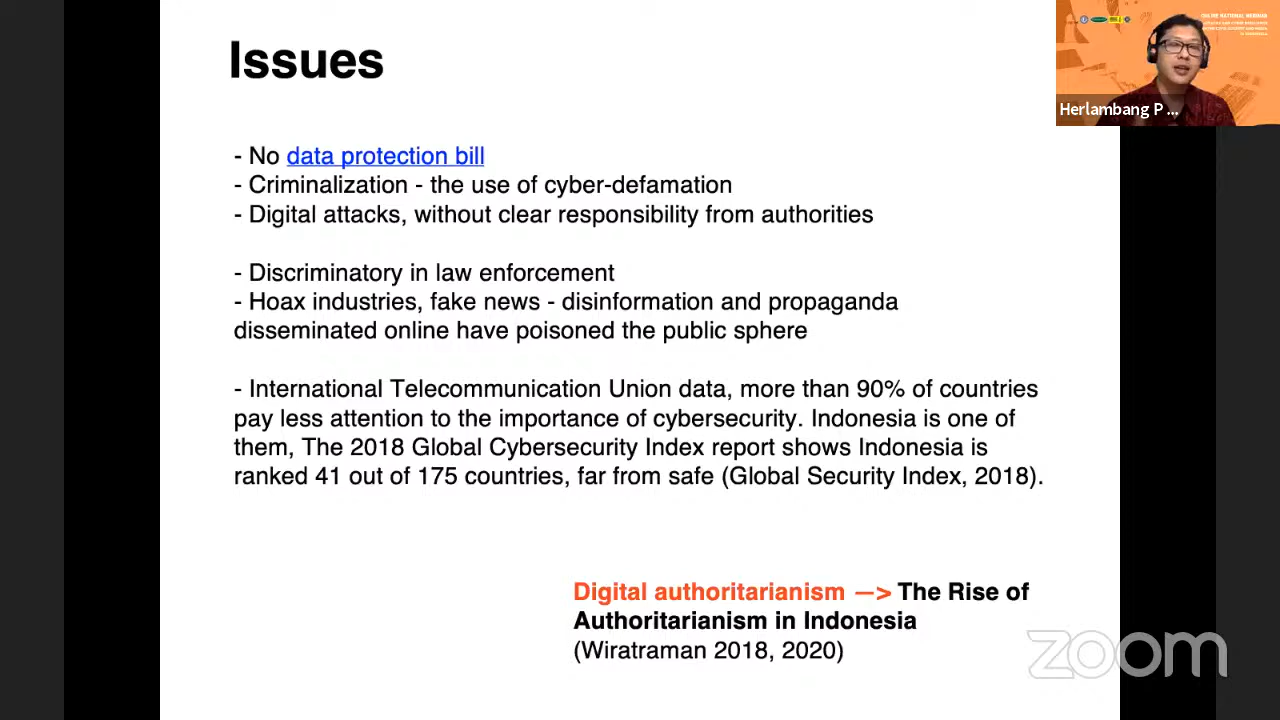 Issues
ONLINE NATIONAL WEBINAR
Herlambang P ...
- No data protection bill
- Criminalization - the use of cyber-defamation
- Digital attacks, without clear responsibility from authorities
- Discriminatory in law enforcement
- Hoax industries, fake news - disinformation and propaganda
disseminated online have poisoned the public sphere
- International Telecommunication Union data, more than 90% of countries
pay less attention to the importance of cybersecurity. Indonesia is one of
them, The 2018 Global Cybersecurity Index report shows Indonesia is
ranked 41 out of 175 countries, far from safe (Global Security Index, 2018).
Digital authoritarianism —> The Rise of
Authoritarianism in Indonesia
(Wiratraman 2018, 2020)
zoom